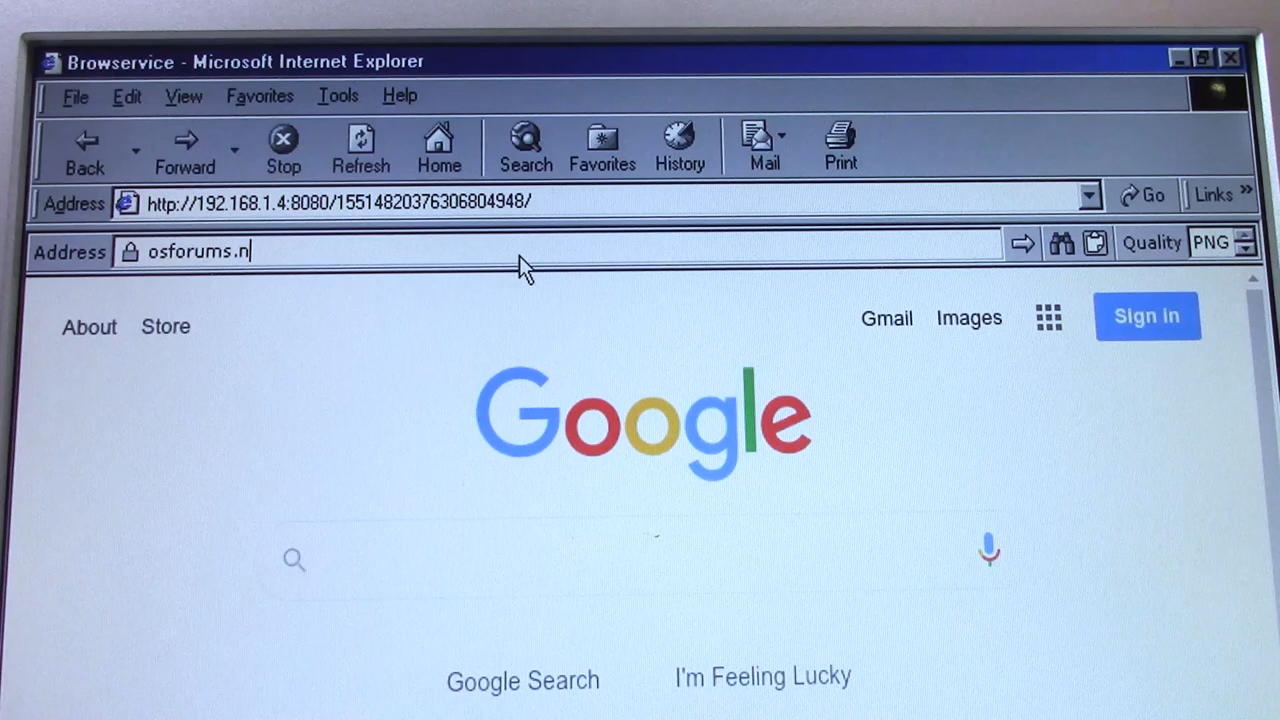 Browservice - Microsoft Internet Explorer
File Edit View Favorites Tools Help
Back Forward Stop Refresh Home Search Favorites History Mail Print
Address http://192.168.1.4:8080/15514820376306804948/ Go Links »
Address osforums.n Quality PNG
About Store Gmail Images Sign in
Google
Google Search I'm Feeling Lucky